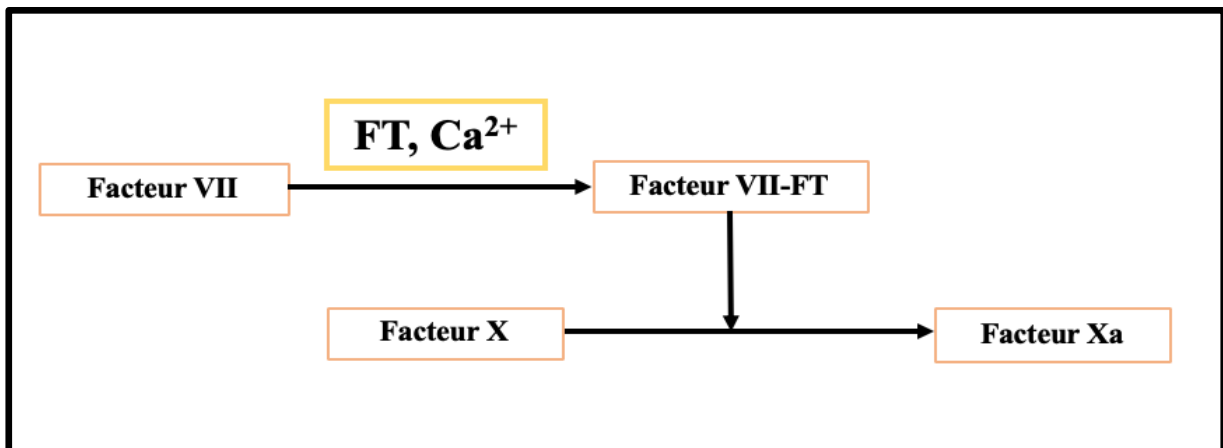 FT, Ca²⁺
Facteur VII
Facteur VII-FT
Facteur X
Facteur Xa